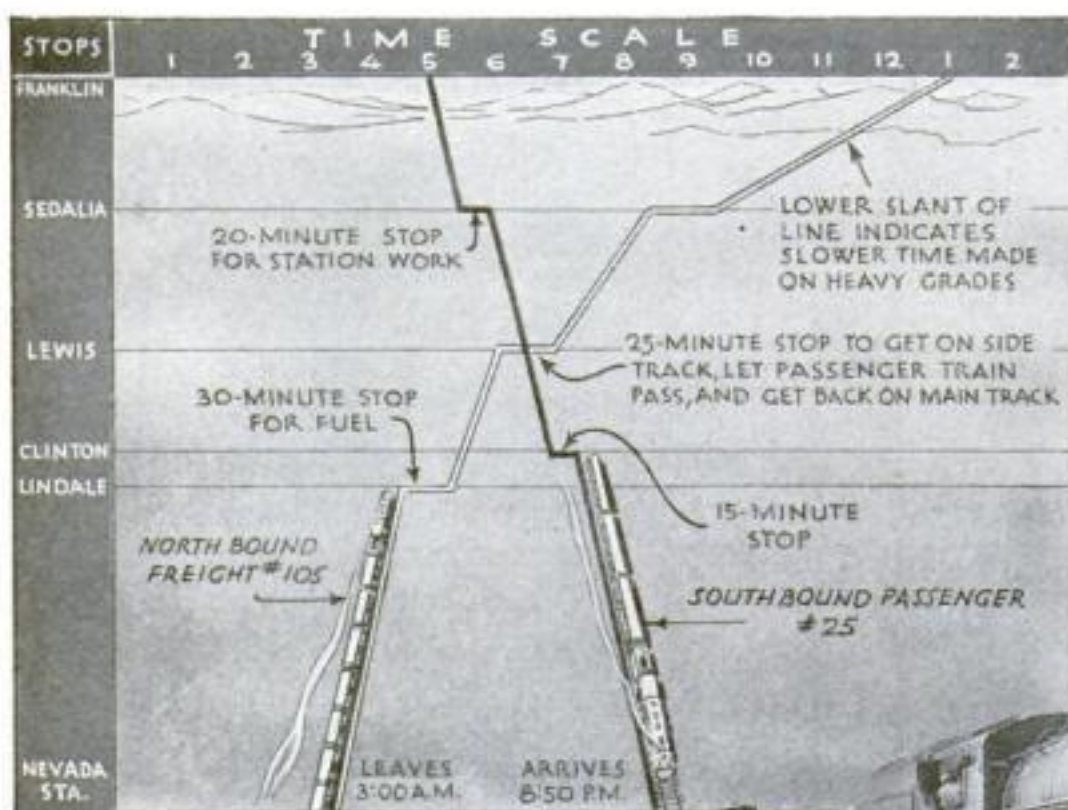 STOPS
TIME SCALE
1 2 3 4 5 6 7 8 9 10 11 12 1 2
FRANKLIN
SEDALIA
20-MINUTE STOP
FOR STATION WORK
LOWER SLANT OF
LINE INDICATES
SLOWER TIME MADE
ON HEAVY GRADES
LEWIS
25-MINUTE STOP TO GET ON SIDE
TRACK, LET PASSENGER TRAIN
PASS, AND GET BACK ON MAIN TRACK
30-MINUTE STOP
FOR FUEL
CLINTON
LINDALE
15-MINUTE
STOP
NORTH BOUND
FREIGHT #105
SOUTHBOUND PASSENGER
#25
NEVADA
STA.
LEAVES
3:00 A.M.
ARRIVES
8:50 P.M.